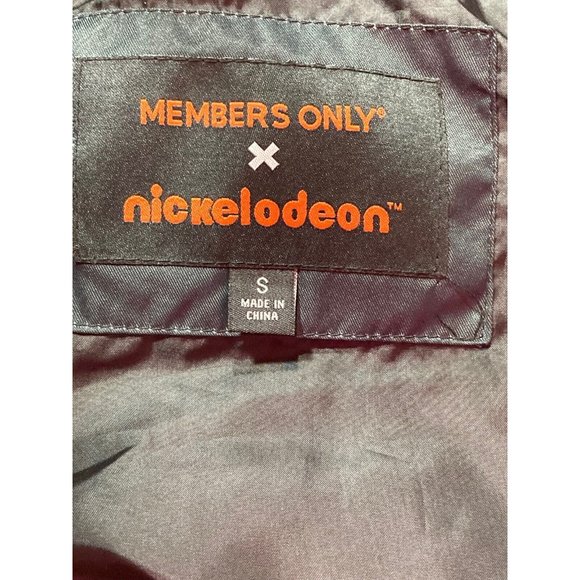 MEMBERS ONLY®
X
nickelodeon™
S
MADE IN
CHINA